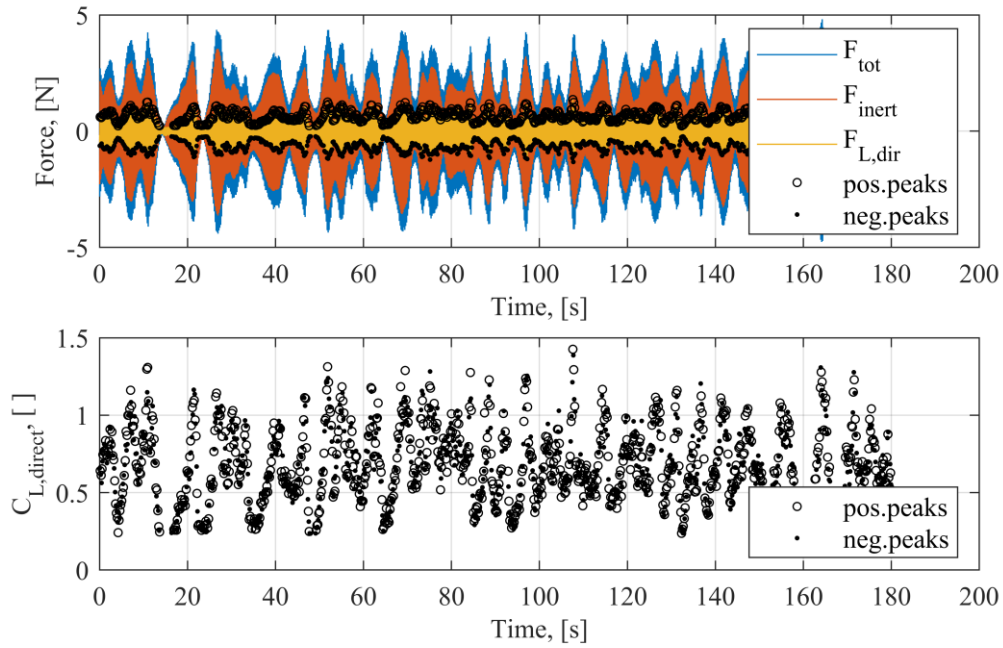 5
0
-5
Force, [N]
0 20 40 60 80 100 120 140 160 180 200
Time, [s]
F_tot
F_inert
F_L,dir
pos.peaks
neg.peaks
1.5
1
0.5
0
C_L,direct, [ ]
0 20 40 60 80 100 120 140 160 180 200
Time, [s]
pos.peaks
neg.peaks